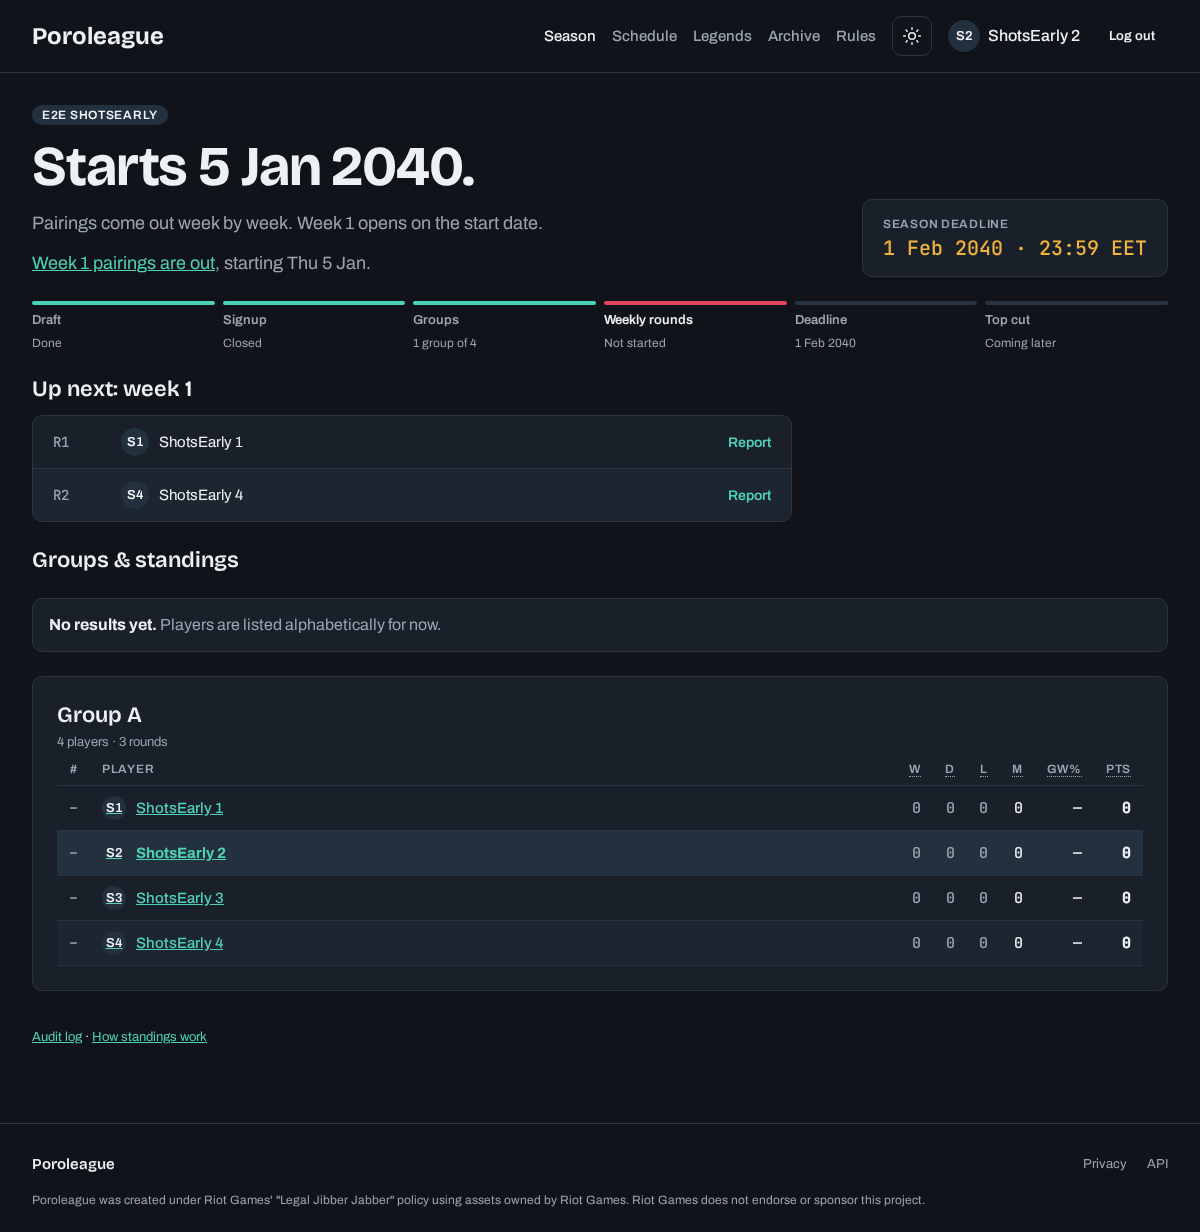 Poroleague
Season Schedule Legends Archive Rules S2 ShotsEarly 2 Log out
E2E SHOTSEARLY
Starts 5 Jan 2040.
Pairings come out week by week. Week 1 opens on the start date.
Week 1 pairings are out, starting Thu 5 Jan.
SEASON DEADLINE
1 Feb 2040 · 23:59 EET
Draft
Done
Signup
Closed
Groups
1 group of 4
Weekly rounds
Not started
Deadline
1 Feb 2040
Top cut
Coming later
Up next: week 1
R1 S1 ShotsEarly 1 Report
R2 S4 ShotsEarly 4 Report
Groups & standings
No results yet. Players are listed alphabetically for now.
Group A
4 players · 3 rounds
# PLAYER W D L M GW% PTS
– S1 ShotsEarly 1 0 0 0 0 — 0
– S2 ShotsEarly 2 0 0 0 0 — 0
– S3 ShotsEarly 3 0 0 0 0 — 0
– S4 ShotsEarly 4 0 0 0 0 — 0
Audit log · How standings work
Poroleague
Privacy API
Poroleague was created under Riot Games' "Legal Jibber Jabber" policy using assets owned by Riot Games. Riot Games does not endorse or sponsor this project.